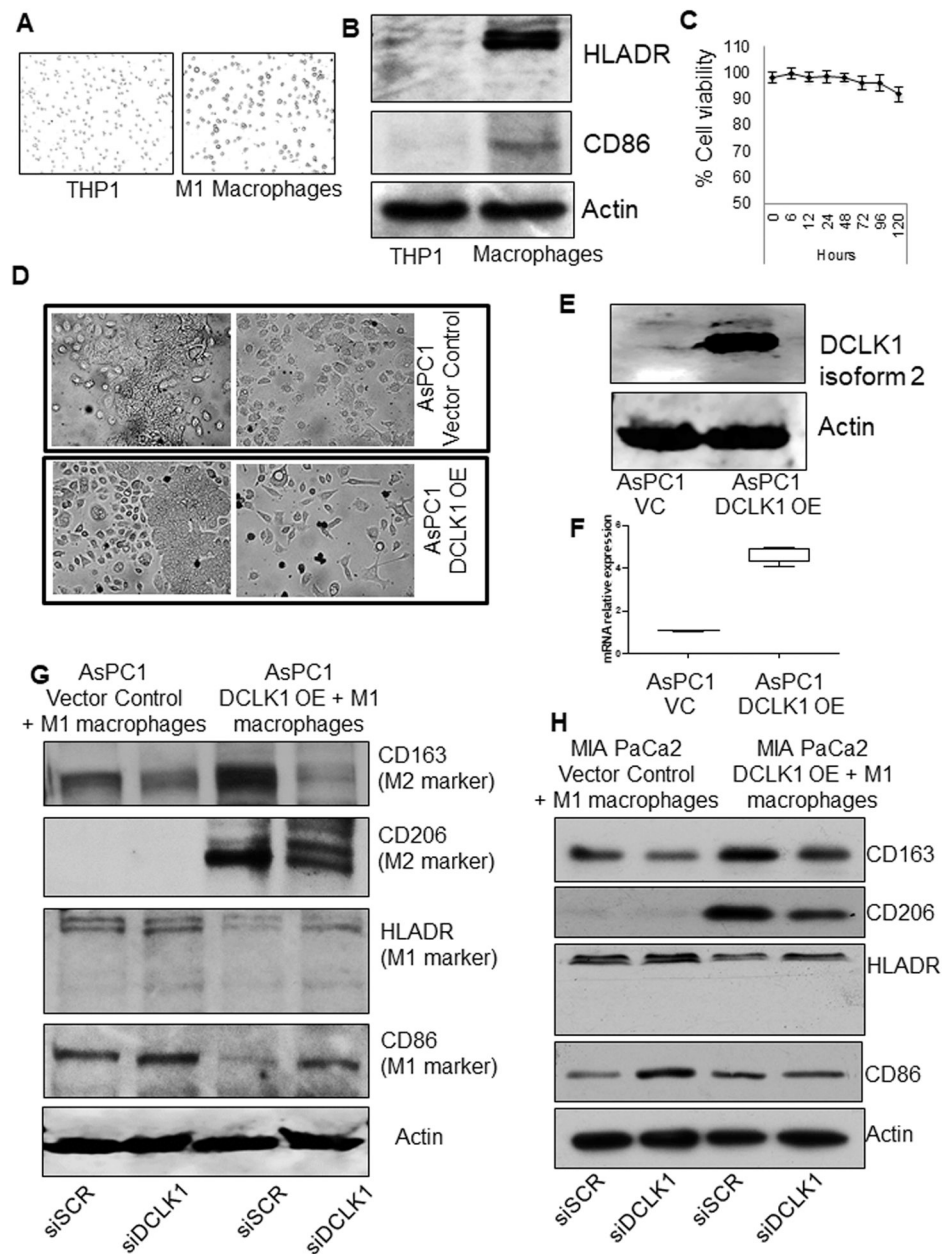 A
THP1
M1 Macrophages
B
HLADR
CD86
Actin
THP1
Macrophages
C
% Cell viability
110
100
90
80
70
60
50
0
6
12
24
48
72
96
120
Hours
D
AsPC1
Vector Control
AsPC1
DCLK1 OE
E
DCLK1
isoform 2
Actin
AsPC1
VC
AsPC1
DCLK1 OE
F
mRNA relative expression
6
4
2
0
AsPC1
VC
AsPC1
DCLK1 OE
G
AsPC1
Vector Control
+ M1 macrophages
AsPC1
DCLK1 OE + M1
macrophages
CD163
(M2 marker)
CD206
(M2 marker)
HLADR
(M1 marker)
CD86
(M1 marker)
Actin
siSCR
siDCLK1
siSCR
siDCLK1
H
MIA PaCa2
Vector Control
+ M1 macrophages
MIA PaCa2
DCLK1 OE + M1
macrophages
CD163
CD206
HLADR
CD86
Actin
siSCR
siDCLK1
siSCR
siDCLK1